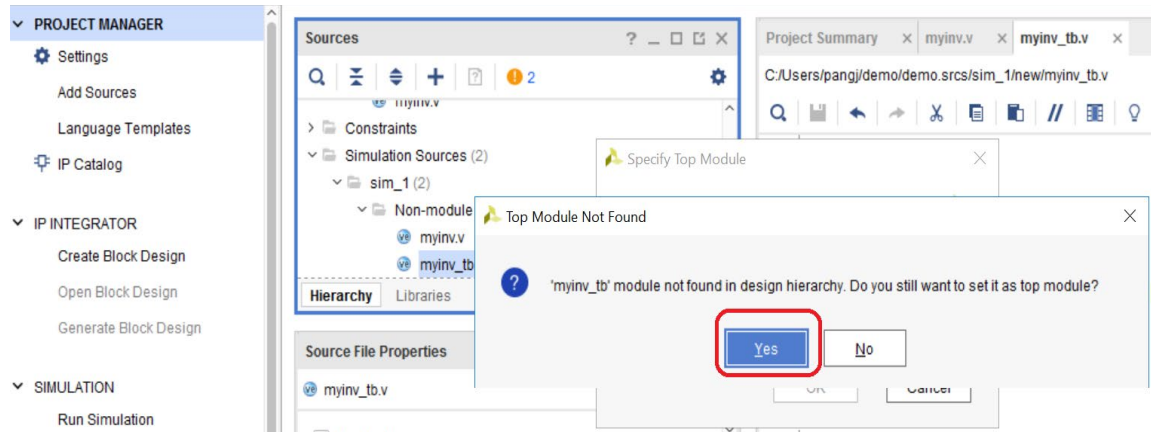 PROJECT MANAGER
Settings
Add Sources
Language Templates
IP Catalog
IP INTEGRATOR
Create Block Design
Open Block Design
Generate Block Design
SIMULATION
Run Simulation
Sources
? _
2
myinv.v
Constraints
Simulation Sources (2)
sim_1 (2)
Non-module
myinv.v
myinv_tb
Hierarchy Libraries
Source File Properties
myinv_tb.v
Project Summary × myinv.v × myinv_tb.v ×
C:/Users/pangj/demo/demo.srcs/sim_1/new/myinv_tb.v
Specify Top Module
Top Module Not Found
'myinv_tb' module not found in design hierarchy. Do you still want to set it as top module?
Yes No
OK Cancel